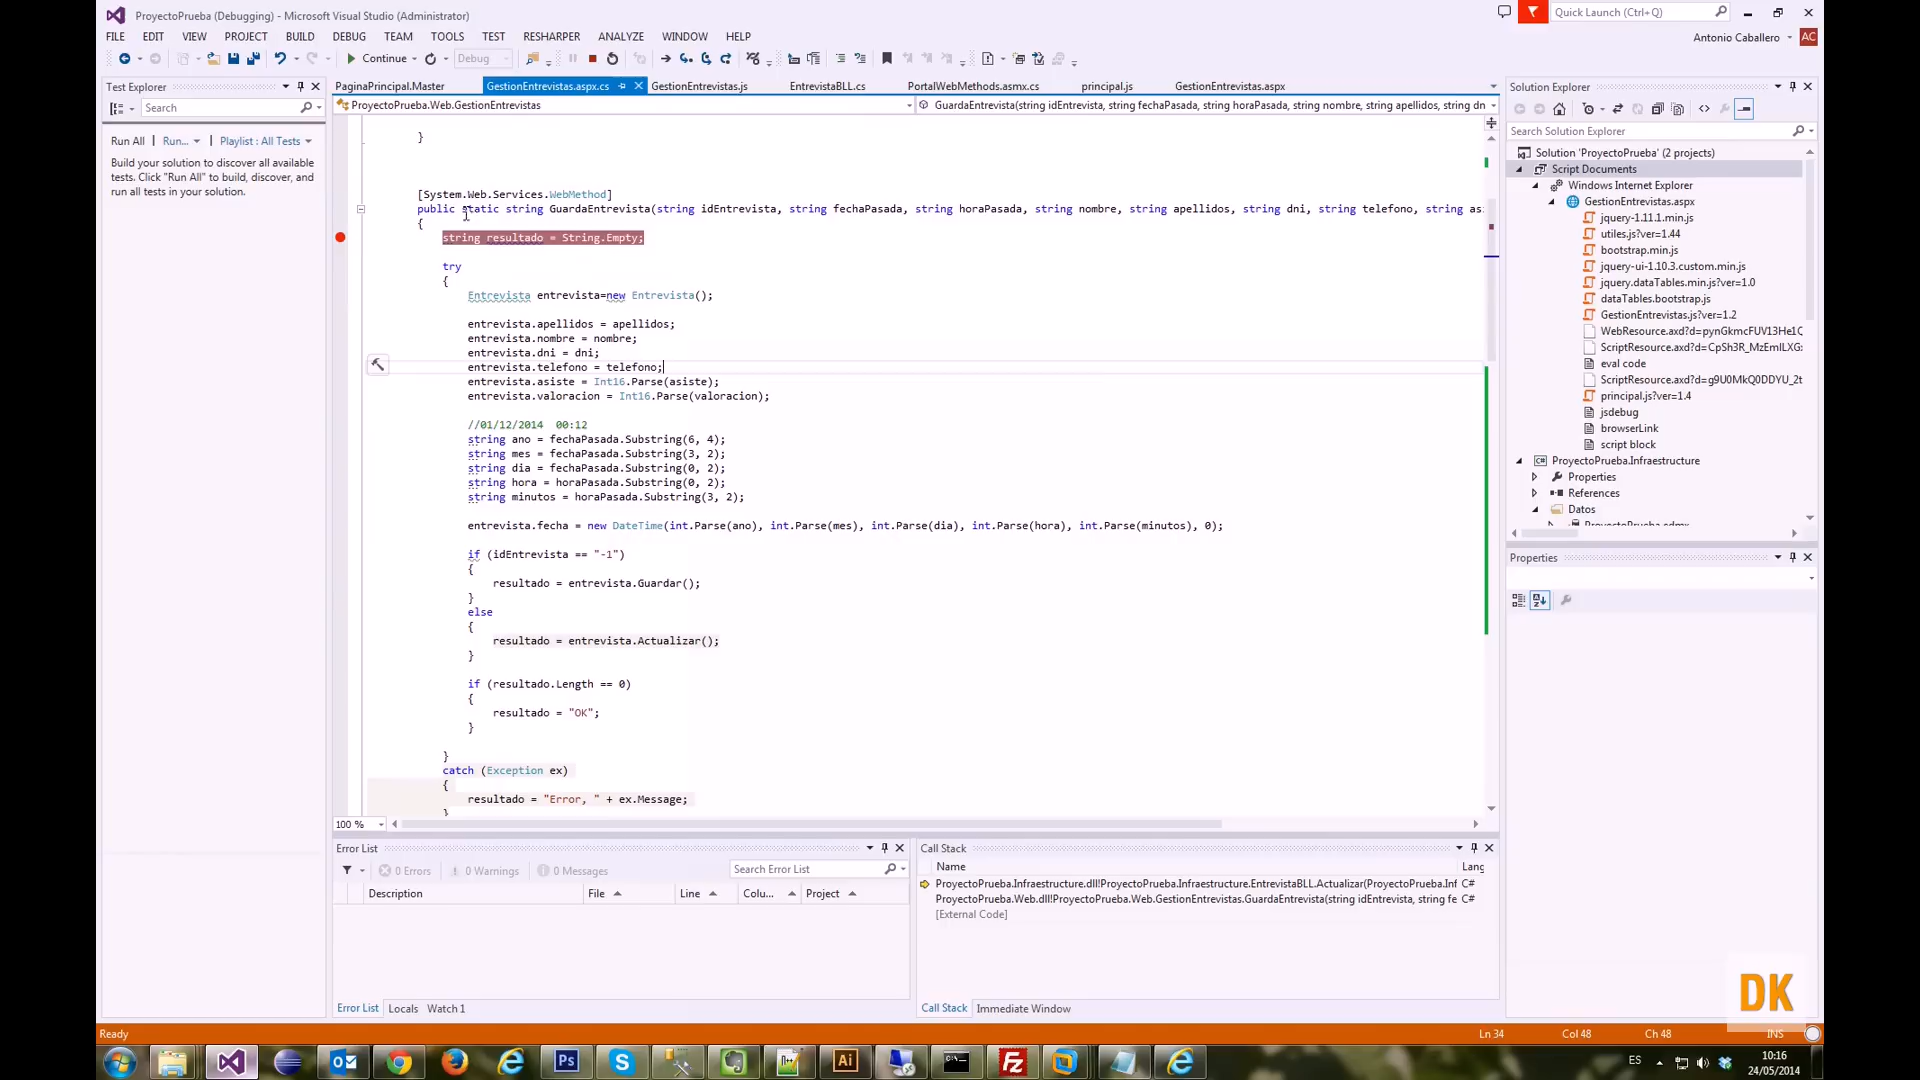 ProyectoPrueba (Debugging) - Microsoft Visual Studio (Administrator)
Quick Launch (Ctrl+Q)
FILE EDIT VIEW PROJECT BUILD DEBUG TEAM TOOLS TEST RESHARPER ANALYZE WINDOW HELP
Antonio Caballero AC
Continue Debug
Test Explorer
Search
Run All Run... Playlist : All Tests
Build your solution to discover all available
tests. Click "Run All" to build, discover, and
run all tests in your solution.
PaginaPrincipal.Master GestionEntrevistas.aspx.cs GestionEntrevistas.js EntrevistaBLL.cs PortalWebMethods.asmx.cs principal.js GestionEntrevistas.aspx
ProyectoPrueba.Web.GestionEntrevistas GuardaEntrevista(string idEntrevista, string fechaPasada, string horaPasada, string nombre, string apellidos, string dn
}
[System.Web.Services.WebMethod]
public static string GuardaEntrevista(string idEntrevista, string fechaPasada, string horaPasada, string nombre, string apellidos, string dni, string telefono, string as
{
string resultado = String.Empty;
try
{
Entrevista entrevista=new Entrevista();
entrevista.apellidos = apellidos;
entrevista.nombre = nombre;
entrevista.dni = dni;
entrevista.telefono = telefono;
entrevista.asiste = Int16.Parse(asiste);
entrevista.valoracion = Int16.Parse(valoracion);
//01/12/2014  00:12
string ano = fechaPasada.Substring(6, 4);
string mes = fechaPasada.Substring(3, 2);
string dia = fechaPasada.Substring(0, 2);
string hora = horaPasada.Substring(0, 2);
string minutos = horaPasada.Substring(3, 2);
entrevista.fecha = new DateTime(int.Parse(ano), int.Parse(mes), int.Parse(dia), int.Parse(hora), int.Parse(minutos), 0);
if (idEntrevista == "-1")
{
resultado = entrevista.Guardar();
}
else
{
resultado = entrevista.Actualizar();
}
if (resultado.Length == 0)
{
resultado = "OK";
}
}
catch (Exception ex)
{
resultado = "Error, " + ex.Message;
}
100 %
Solution Explorer
Search Solution Explorer
Solution 'ProyectoPrueba' (2 projects)
Script Documents
Windows Internet Explorer
GestionEntrevistas.aspx
jquery-1.11.1.min.js
utiles.js?ver=1.44
bootstrap.min.js
jquery-ui-1.10.3.custom.min.js
jquery.dataTables.min.js?ver=1.0
dataTables.bootstrap.js
GestionEntrevistas.js?ver=1.2
WebResource.axd?d=pynGkmcFUV13He1Q
ScriptResource.axd?d=CpSh3R_MzEmILXG:
eval code
ScriptResource.axd?d=g9U0MkQ0DDYU_2t
principal.js?ver=1.4
jsdebug
browserLink
script block
ProyectoPrueba.Infraestructure
Properties
References
Datos
ProyectoPrueba.edmx
Properties
Error List
0 Errors 0 Warnings 0 Messages Search Error List
Description File Line Colu... Project
Error List Locals Watch 1
Call Stack
Name Lang
ProyectoPrueba.Infraestructure.dll!ProyectoPrueba.Infraestructure.EntrevistaBLL.Actualizar(ProyectoPrueba.Inf C#
ProyectoPrueba.Web.dll!ProyectoPrueba.Web.GestionEntrevistas.GuardaEntrevista(string idEntrevista, string fe C#
[External Code]
Call Stack Immediate Window
DK
Ready Ln 34 Col 48 Ch 48 INS
ES 10:16
24/05/2014